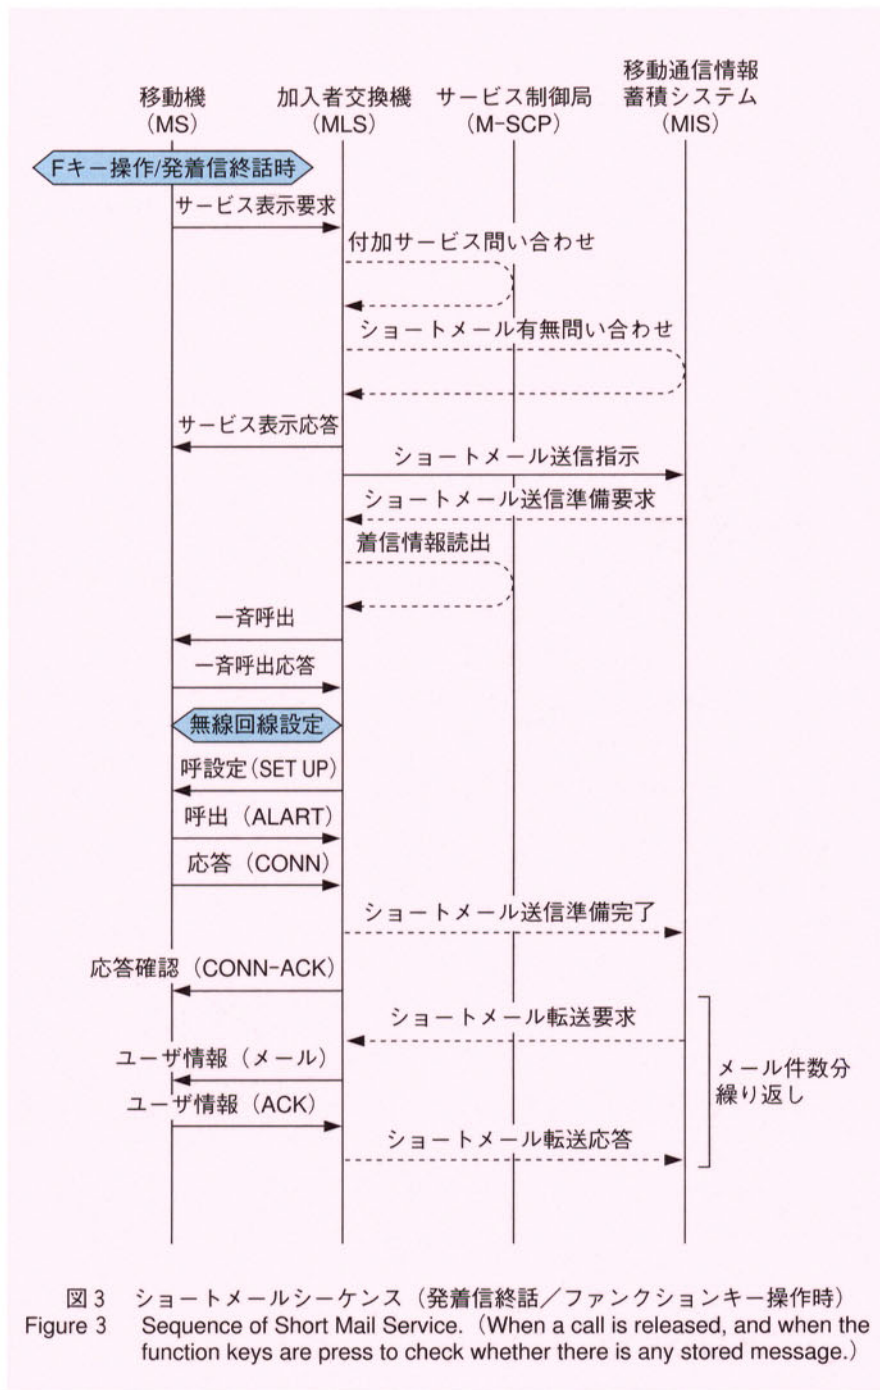 移動機
(MS)
加入者交換機
(MLS)
サービス制御局
(M-SCP)
移動通信情報
蓄積システム
(MIS)
Fキー操作/発着信終話時
サービス表示要求
付加サービス問い合わせ
ショートメール有無問い合わせ
サービス表示応答
ショートメール送信指示
ショートメール送信準備要求
着信情報読出
一斉呼出
一斉呼出応答
無線回線設定
呼設定(SET UP)
呼出(ALART)
応答(CONN)
ショートメール送信準備完了
応答確認(CONN-ACK)
ショートメール転送要求
ユーザ情報(メール)
ユーザ情報(ACK)
ショートメール転送応答
メール件数分
繰り返し
図3 ショートメールシーケンス(発着信終話/ファンクションキー操作時)
Figure 3 Sequence of Short Mail Service.(When a call is released, and when the
function keys are press to check whether there is any stored message.)